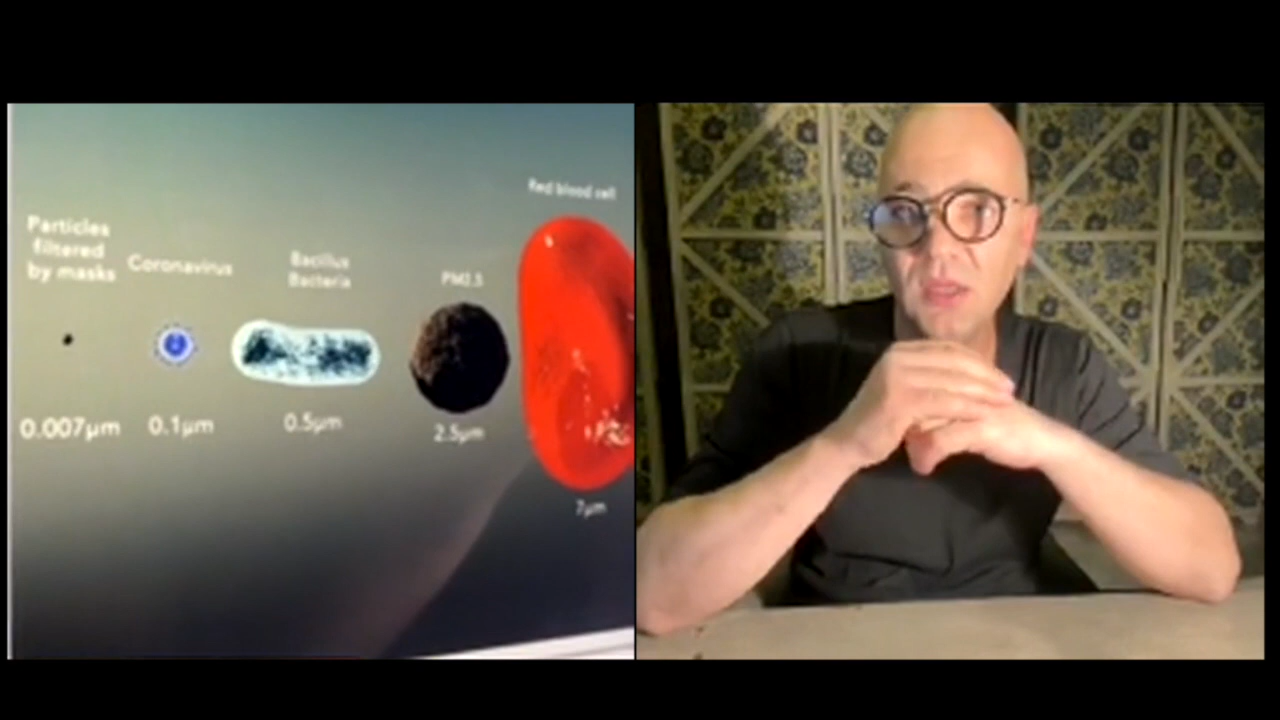 Red blood cell
Particles
filtered
by masks
Coronavirus
Bacillus
Bacteria
PM2.5
0.007µm
0.1µm
0.5µm
2.5µm
7µm